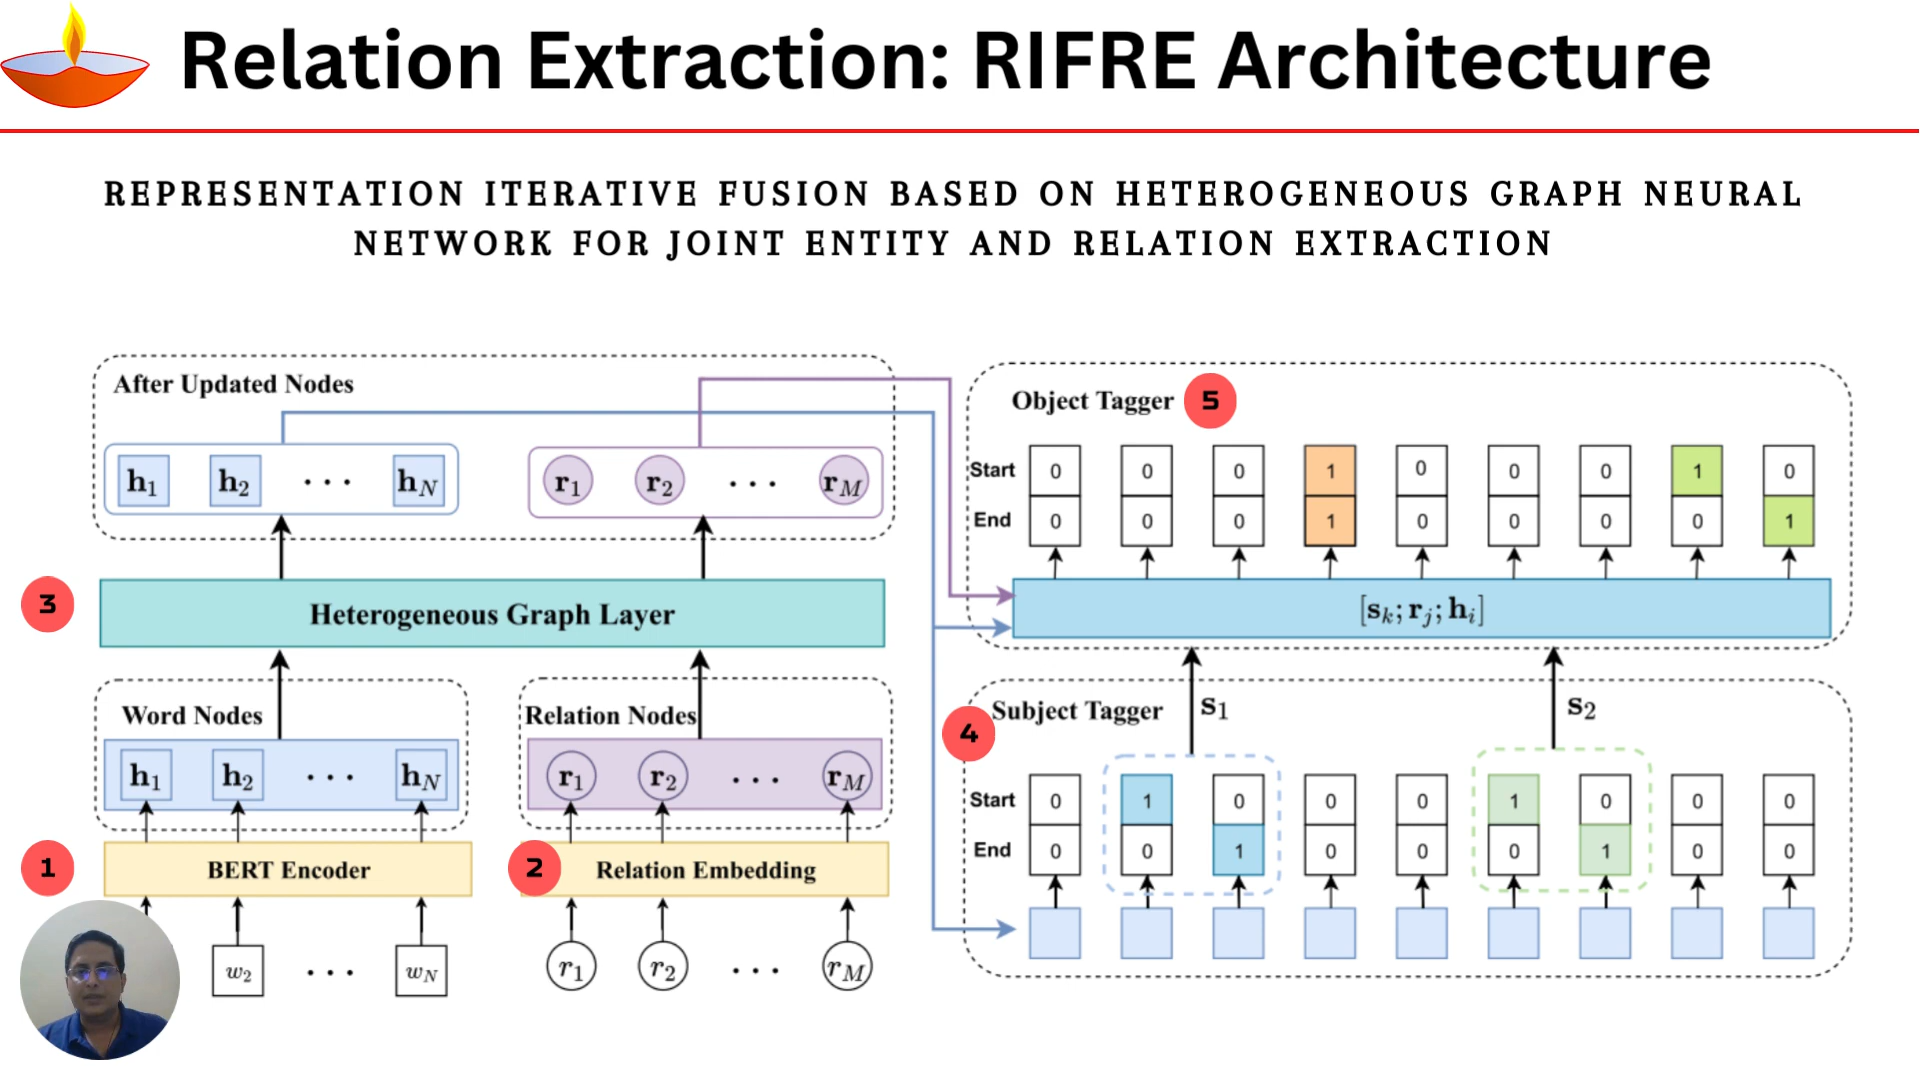 Relation Extraction: RIFRE Architecture
REPRESENTATION ITERATIVE FUSION BASED ON HETEROGENEOUS GRAPH NEURAL
NETWORK FOR JOINT ENTITY AND RELATION EXTRACTION
After Updated Nodes
h1 h2 ... hN
r1 r2 ... rM
3
Heterogeneous Graph Layer
Word Nodes
h1 h2 ... hN
Relation Nodes
r1 r2 ... rM
1
BERT Encoder
2
Relation Embedding
w2 ... wN
r1 r2 ... rM
Object Tagger 5
Start 0 0 0 1 0 0 0 1 0
End 0 0 0 1 0 0 0 0 1
[sk; rj; hi]
4
Subject Tagger
s1
s2
Start 0 1 0 0 0 1 0 0 0
End 0 0 1 0 0 0 1 0 0